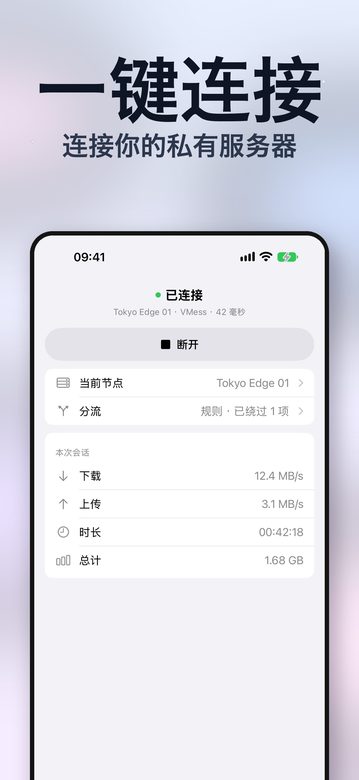 一键连接
连接你的私有服务器
09:41
已连接
Tokyo Edge 01 · VMess · 42 毫秒
断开
当前节点 Tokyo Edge 01
分流 规则 · 已绕过 1 项
本次会话
下载 12.4 MB/s
上传 3.1 MB/s
时长 00:42:18
总计 1.68 GB